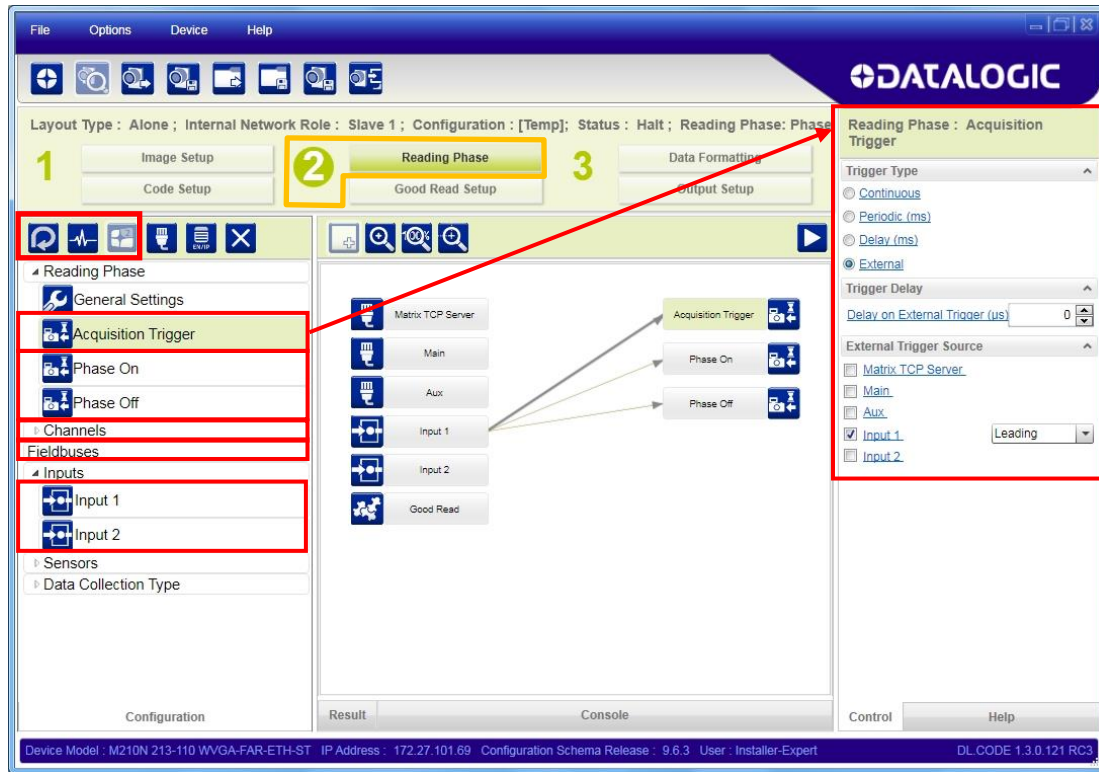 File Options Device Help
DATALOGIC
Layout Type : Alone ; Internal Network Role : Slave 1 ; Configuration : [Temp]; Status : Halt ; Reading Phase: Phase
1
Image Setup
Code Setup
2
Reading Phase
Good Read Setup
3
Data Formatting
Output Setup
EN/IP
Reading Phase
General Settings
Acquisition Trigger
Phase On
Phase Off
Channels
Fieldbuses
Inputs
Input 1
Input 2
Sensors
Data Collection Type
Configuration
100%
Matrix TCP Server
Main
Aux
Input 1
Input 2
Good Read
Acquisition Trigger
Phase On
Phase Off
Result Console
Reading Phase : Acquisition
Trigger
Trigger Type
Continuous
Periodic (ms)
Delay (ms)
External
Trigger Delay
Delay on External Trigger (µs) 0
External Trigger Source
Matrix TCP Server
Main
Aux
Input 1 Leading
Input 2
Control Help
Device Model : M210N 213-110 WVGA-FAR-ETH-ST IP Address : 172.27.101.69 Configuration Schema Release : 9.6.3 User : Installer-Expert DL.CODE 1.3.0.121 RC3